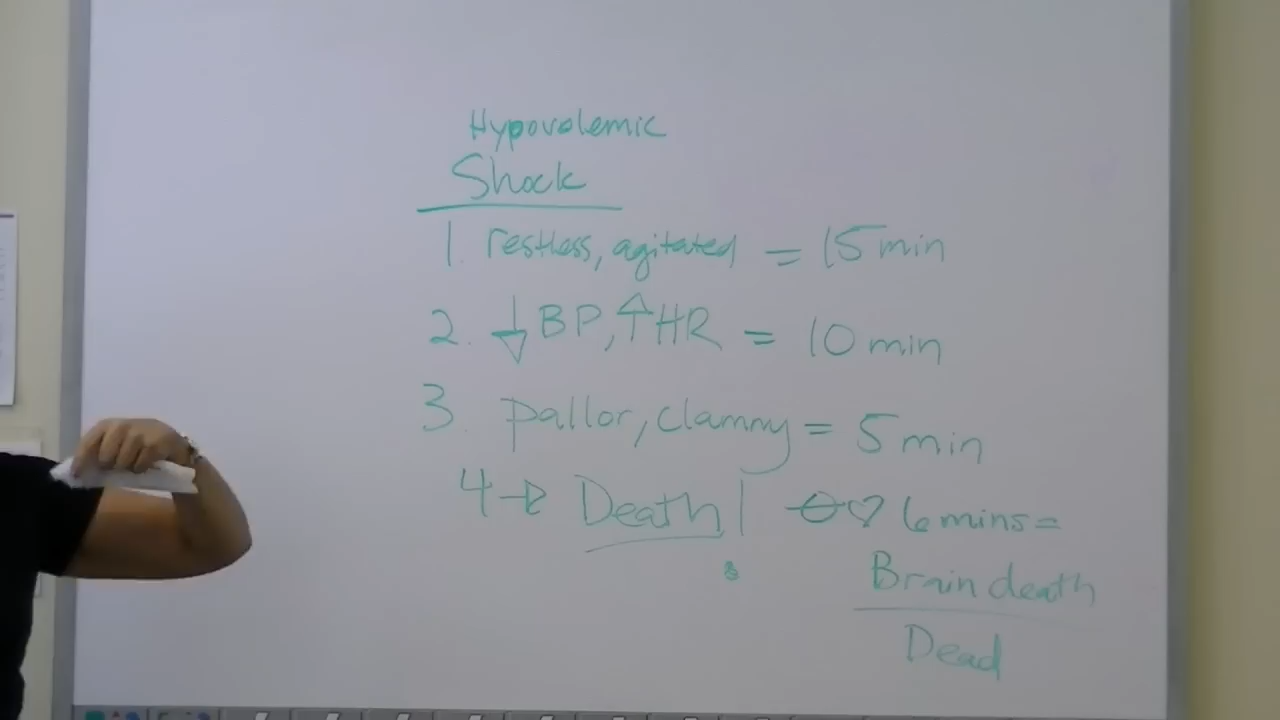 Hypovolemic
Shock
1. restless, agitated = 15 min
2. ↓BP, ↑HR = 10 min
3. pallor, clammy = 5 min
4 → Death! ⊖♡ 6 mins =
Brain death
Dead